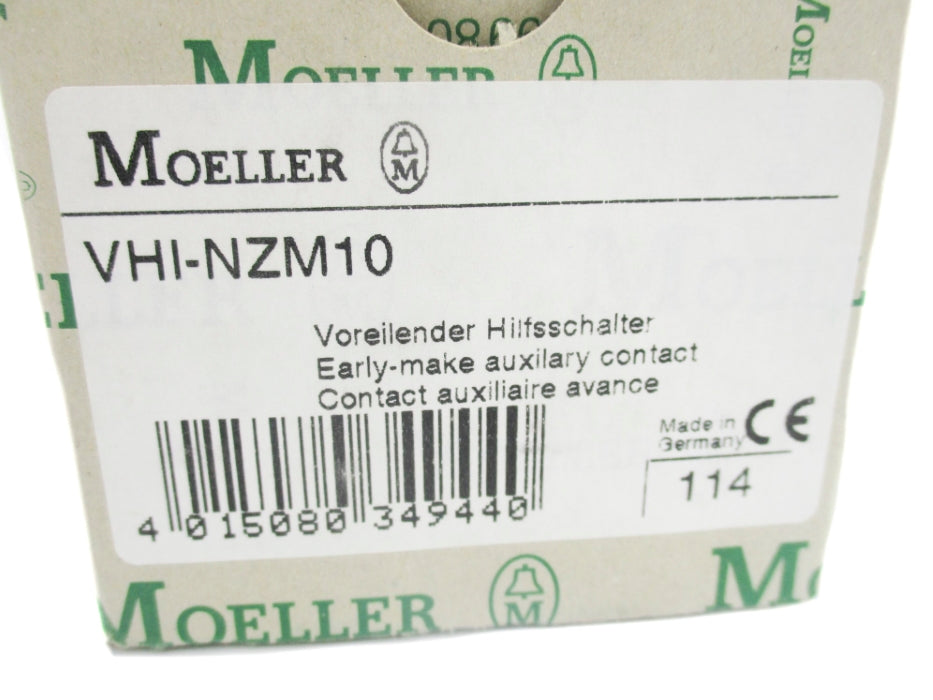 MOELLER
MOELLER M
VHI-NZM10
Voreilender Hilfsschalter
Early-make auxilary contact
Contact auxiliaire avance
Made in
Germany CE
114
4 015080 349440
MOELLER M